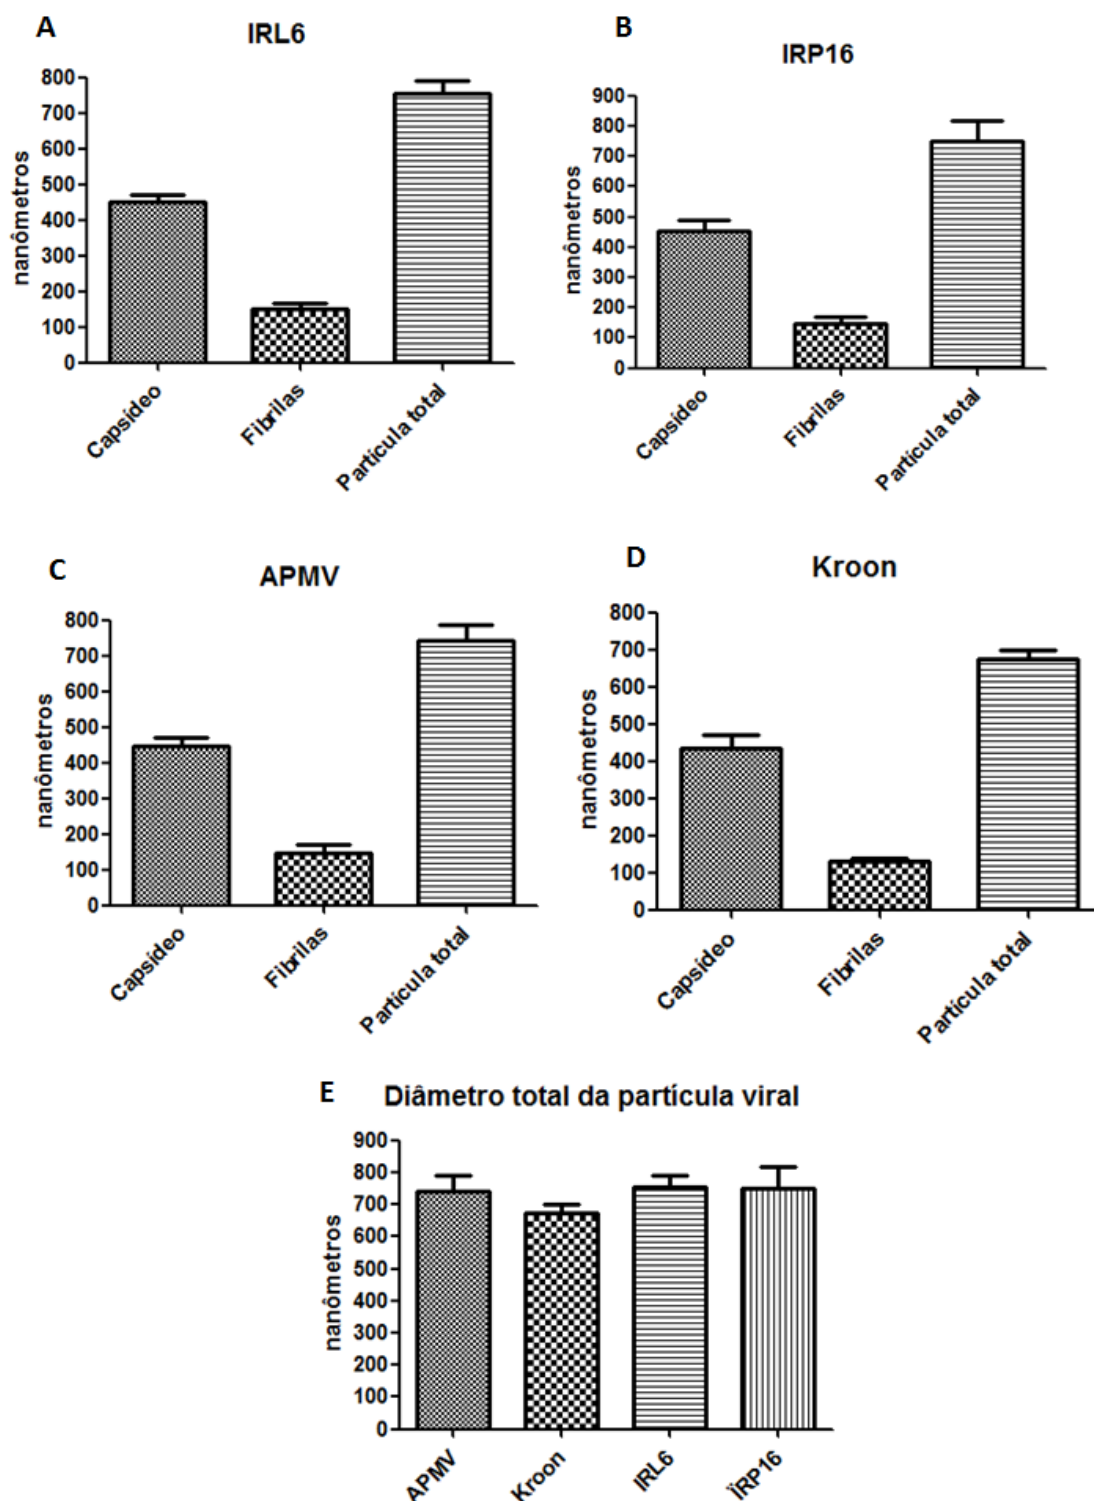 A
IRL6
nanômetros
800
700
600
500
400
300
200
100
0
Capsídeo
Fibrilas
Partícula total
B
IRP16
nanômetros
900
800
700
600
500
400
300
200
100
0
Capsídeo
Fibrilas
Partícula total
C
APMV
nanômetros
800
700
600
500
400
300
200
100
0
Capsídeo
Fibrilas
Partícula total
D
Kroon
nanômetros
800
700
600
500
400
300
200
100
0
Capsídeo
Fibrilas
Partícula total
E
Diâmetro total da partícula viral
nanômetros
900
800
700
600
500
400
300
200
100
0
APMV
Kroon
IRL6
ÏRP16